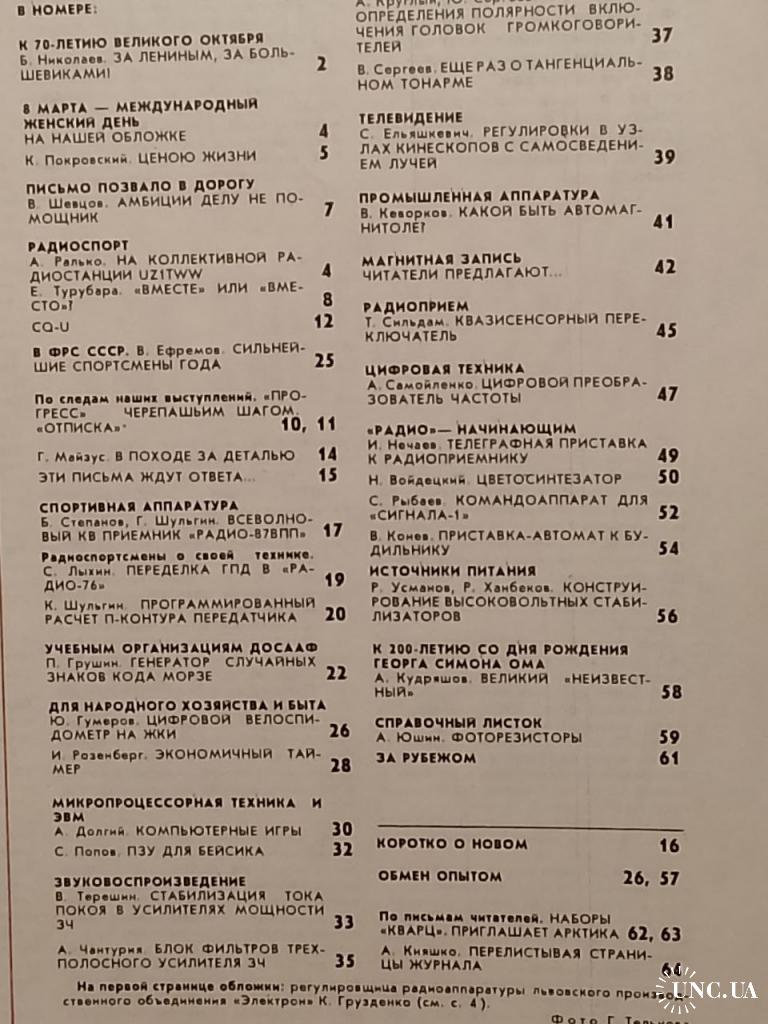 В НОМЕРЕ:
К 70-ЛЕТИЮ ВЕЛИКОГО ОКТЯБРЯ
Б. Николаев. ЗА ЛЕНИНЫМ, ЗА БОЛЬ-
ШЕВИКАМИ! 2
8 МАРТА — МЕЖДУНАРОДНЫЙ
ЖЕНСКИЙ ДЕНЬ
НА НАШЕЙ ОБЛОЖКЕ 4
К. Покровский. ЦЕНОЮ ЖИЗНИ 5
ПИСЬМО ПОЗВАЛО В ДОРОГУ
В. Шевцов. АМБИЦИИ ДЕЛУ НЕ ПО-
МОЩНИК 7
РАДИОСПОРТ
А. Ралько. НА КОЛЛЕКТИВНОЙ РА-
ДИОСТАНЦИИ UZ1TWW 4
Е. Турубара. «ВМЕСТЕ» ИЛИ «ВМЕ-
СТО»? 8
CQ-U 12
В ФРС СССР. В. Ефремов. СИЛЬНЕЙ-
ШИЕ СПОРТСМЕНЫ ГОДА 25
По следам наших выступлений. «ПРО-
ГРЕСС» ЧЕРЕПАШЬИМ ШАГОМ.
«ОТПИСКА» 10, 11
Г. Майзус. В ПОХОДЕ ЗА ДЕТАЛЬЮ 14
ЭТИ ПИСЬМА ЖДУТ ОТВЕТА... 15
СПОРТИВНАЯ АППАРАТУРА
Б. Степанов, Г. Шульгин. ВСЕВОЛНО-
ВЫЙ КВ ПРИЕМНИК «РАДИО-87ВПП» 17
Радиоспортсмены о своей технике.
С. Лыхин. ПЕРЕДЕЛКА ГПД В «РА-
ДИО-76» 19
К. Шульгин. ПРОГРАММИРОВАННЫЙ
РАСЧЕТ П-КОНТУРА ПЕРЕДАТЧИКА 20
УЧЕБНЫМ ОРГАНИЗАЦИЯМ ДОСААФ
П. Грушин. ГЕНЕРАТОР СЛУЧАЙНЫХ
ЗНАКОВ КОДА МОРЗЕ 22
ДЛЯ НАРОДНОГО ХОЗЯЙСТВА И БЫТА
Ю. Гумеров. ЦИФРОВОЙ ВЕЛОСПИ-
ДОМЕТР НА ЖКИ 26
И. Розенберг. ЭКОНОМИЧНЫЙ ТАЙ-
МЕР 28
МИКРОПРОЦЕССОРНАЯ ТЕХНИКА И
ЭВМ
А. Долгий. КОМПЬЮТЕРНЫЕ ИГРЫ 30
С. Попов. ПЗУ ДЛЯ БЕЙСИКА 32
ЗВУКОВОСПРОИЗВЕДЕНИЕ
В. Терешин. СТАБИЛИЗАЦИЯ ТОКА
ПОКОЯ В УСИЛИТЕЛЯХ МОЩНОСТИ
ЗЧ 33
А. Чантурия. БЛОК ФИЛЬТРОВ ТРЕХ-
ПОЛОСНОГО УСИЛИТЕЛЯ ЗЧ 35
А. Круглый, Ю.
ОПРЕДЕЛЕНИЯ ПОЛЯРНОСТИ ВКЛЮ-
ЧЕНИЯ ГОЛОВОК ГРОМКОГОВОРИ-
ТЕЛЕЙ 37
В. Сергеев. ЕЩЕ РАЗ О ТАНГЕНЦИАЛЬ-
НОМ ТОНАРМЕ 38
ТЕЛЕВИДЕНИЕ
С. Ельяшкевич. РЕГУЛИРОВКИ В УЗ-
ЛАХ КИНЕСКОПОВ С САМОСВЕДЕНИ-
ЕМ ЛУЧЕЙ 39
ПРОМЫШЛЕННАЯ АППАРАТУРА
В. Кеворков. КАКОЙ БЫТЬ АВТОМАГ-
НИТОЛЕ? 41
МАГНИТНАЯ ЗАПИСЬ
ЧИТАТЕЛИ ПРЕДЛАГАЮТ... 42
РАДИОПРИЕМ
Т. Сильдам. КВАЗИСЕНСОРНЫЙ ПЕРЕ-
КЛЮЧАТЕЛЬ 45
ЦИФРОВАЯ ТЕХНИКА
А. Самойленко. ЦИФРОВОЙ ПРЕОБРА-
ЗОВАТЕЛЬ ЧАСТОТЫ 47
«РАДИО» — НАЧИНАЮЩИМ
И. Нечаев. ТЕЛЕГРАФНАЯ ПРИСТАВКА
К РАДИОПРИЕМНИКУ 49
Н. Войдецкий. ЦВЕТОСИНТЕЗАТОР 50
С. Рыбаев. КОМАНДОАППАРАТ ДЛЯ
«СИГНАЛА-1» 52
В. Конев. ПРИСТАВКА-АВТОМАТ К БУ-
ДИЛЬНИКУ 54
ИСТОЧНИКИ ПИТАНИЯ
Р. Усманов, Р. Ханбеков. КОНСТРУИ-
РОВАНИЕ ВЫСОКОВОЛЬТНЫХ СТАБИ-
ЛИЗАТОРОВ 56
К 200-ЛЕТИЮ СО ДНЯ РОЖДЕНИЯ
ГЕОРГА СИМОНА ОМА
А. Кудряшов. ВЕЛИКИЙ «НЕИЗВЕСТ-
НЫЙ» 58
СПРАВОЧНЫЙ ЛИСТОК
А. Юшин. ФОТОРЕЗИСТОРЫ 59
ЗА РУБЕЖОМ 61
КОРОТКО О НОВОМ 16
ОБМЕН ОПЫТОМ 26, 57
По письмам читателей. НАБОРЫ
«КВАРЦ». ПРИГЛАШАЕТ АРКТИКА 62, 63
А. Кияшко. ПЕРЕЛИСТЫВАЯ СТРАНИ-
ЦЫ ЖУРНАЛА 64
На первой странице обложки: регулировщица радиоаппаратуры львовского производ-
ственного объединения «Электрон» К. Грузденко (см. с. 4).
Фото Г.
UNC.UA